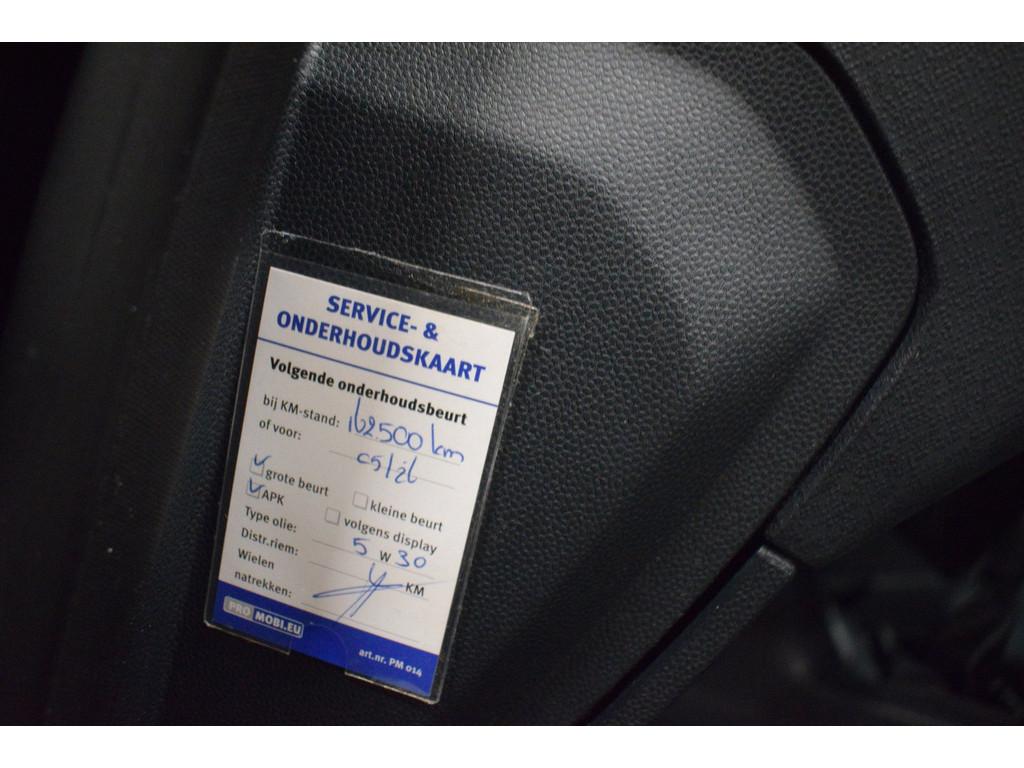 SERVICE- &
ONDERHOUDSKAART
Volgende onderhoudsbeurt
bij KM-stand: 162.500 km
of voor: 05/26
grote beurt kleine beurt
APK volgens display
Type olie: 5 W 30
Distr.riem: KM
Wielen
natrekken:
PRO MOBI.EU
art.nr. PM 014